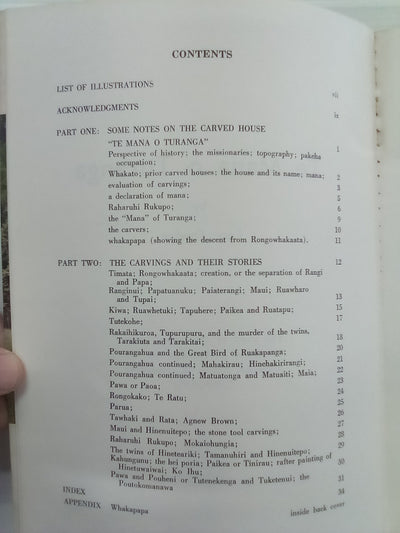 CONTENTS
LIST OF ILLUSTRATIONS vii
ACKNOWLEDGMENTS ix
PART ONE: SOME NOTES ON THE CARVED HOUSE
"TE MANA O TURANGA"
Perspective of history; the missionaries; topography; pakeha 1
occupation;
Whakato; prior carved houses; the house and its name; mana; 2
evaluation of carvings; 3
a declaration of mana; 5
Raharuhi Rukupo; 6
the "Mana" of Turanga; 9
the carvers; 10
whakapapa (showing the descent from Rongowhakaata). 11
PART TWO: THE CARVINGS AND THEIR STORIES 12
Timata; Rongowhakaata; creation, or the separation of Rangi
and Papa;
Ranginui; Papatuanuku; Paiaterangi; Maui; Ruawharo 13
and Tupai;
Kiwa; Ruawhetuki; Tapuhere; Paikea and Ruatapu; 15
Tutekohe; 17
Rakaihikuroa, Tupurupuru, and the murder of the twins,
Tarakiuta and Tarakitai; 18
Pourangahua and the Great Bird of Ruakapanga; 20
Pourangahua continued; Mahakirau; Hinehakirirangi; 21
Pourangahua continued; Matuatonga and Matuaiti; Maia; 22
Pawa or Paoa; 23
Rongokako; Te Ratu; 24
Parua; 25
Tawhaki and Rata; Agnew Brown; 26
Maui and Hinenuitepo; the stone tool carvings; 27
Raharuhi Rukupo; Mokaiohungia; 28
The twins of Hineteariki; Tamanuhiri and Hinenuitepo; 29
Kahungunu; the hei poria; Paikea or Tinirau; rafter painting of 30
Hinetuwaiwai; Ko Ihu;
Pawa and Pouheni or Tutenekenga and Tuketenui; the 31
Poutokomanawa
INDEX 34
APPENDIX Whakapapa inside back cover